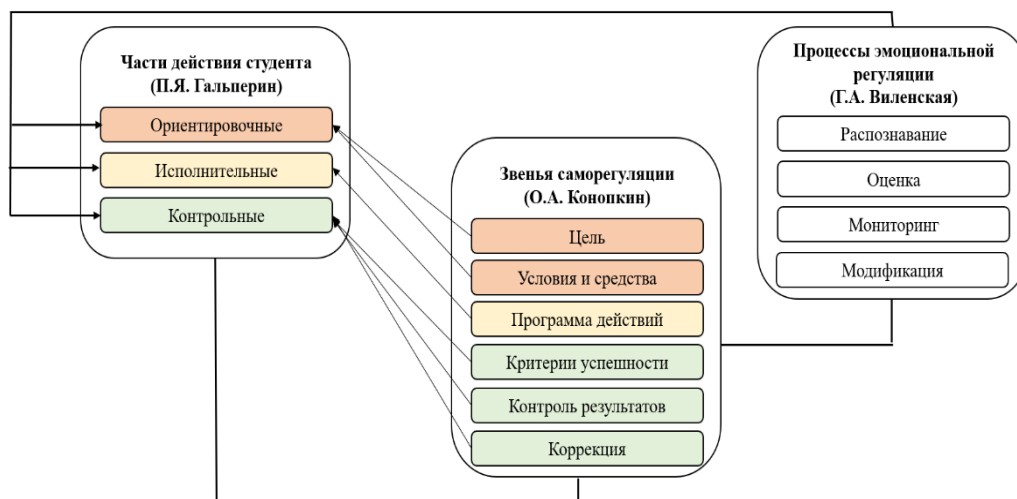 Части действия студента
(П.Я. Гальперин)
Ориентировочные
Исполнительные
Контрольные
Звенья саморегуляции
(О.А. Конопкин)
Цель
Условия и средства
Программа действий
Критерии успешности
Контроль результатов
Коррекция
Процессы эмоциональной
регуляции
(Г.А. Виленская)
Распознавание
Оценка
Мониторинг
Модификация